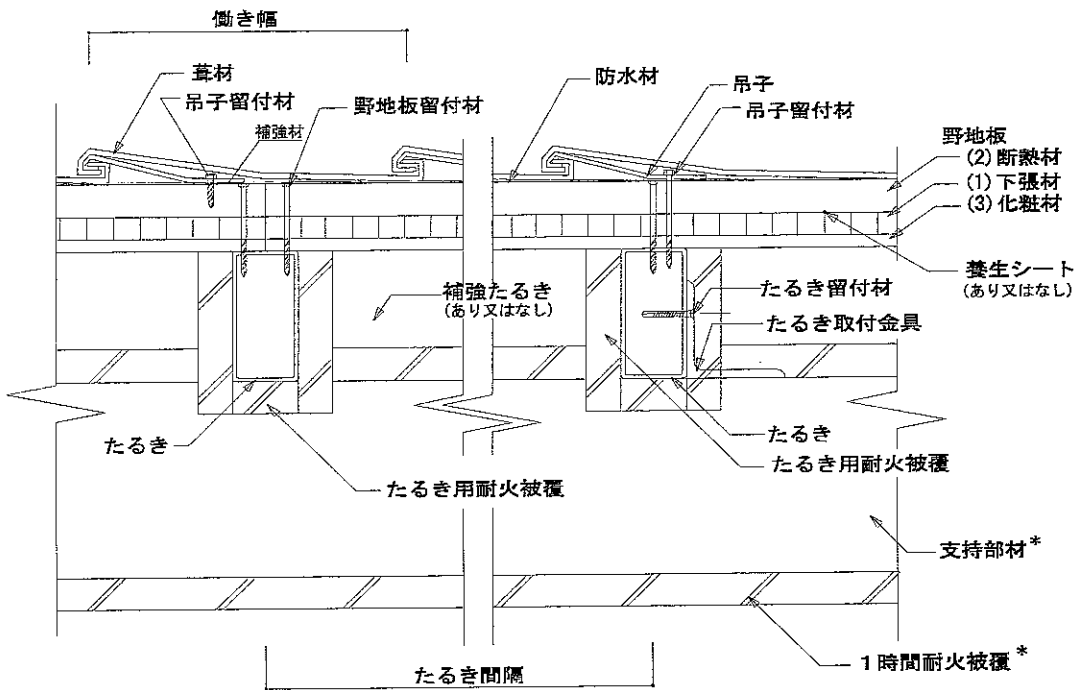 働き幅
葺材
吊子留付材
補強材
野地板留付材
防水材
吊子
吊子留付材
野地板
(2) 断熱材
(1) 下張材
(3) 化粧材
養生シート
(あり又はなし)
補強たるき
(あり又はなし)
たるき留付材
たるき取付金具
たるき
たるき
たるき用耐火被覆
たるき用耐火被覆
支持部材*
1時間耐火被覆*
たるき間隔